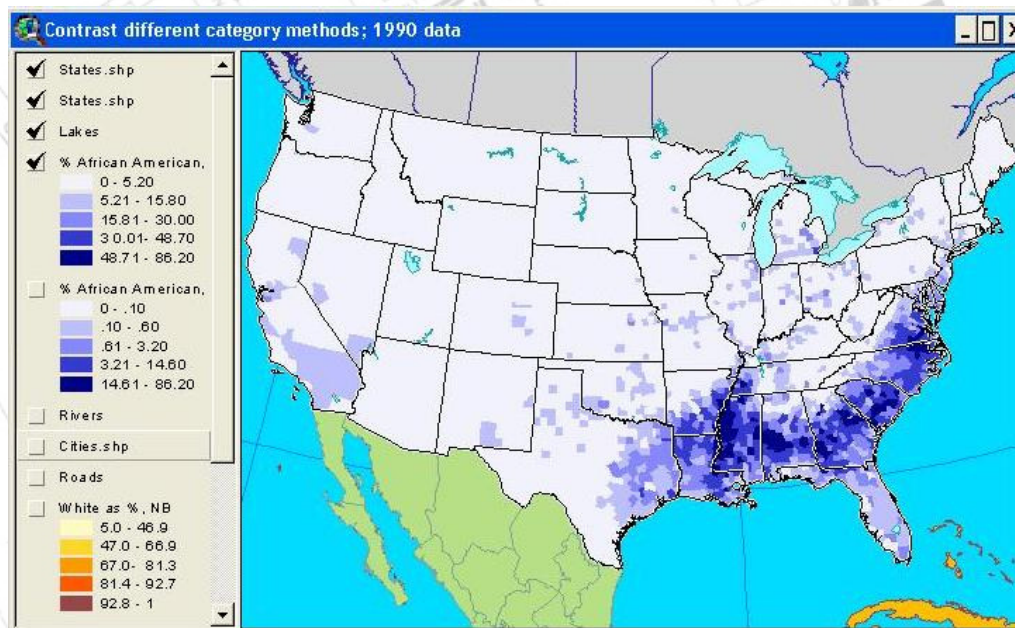 Contrast different category methods; 1990 data
States.shp
States.shp
Lakes
% African American,
0 - 5.20
5.21 - 15.80
15.81 - 30.00
3 0.01- 48.70
48.71 - 86.20
% African American,
0 - .10
.10 - .60
.61 - 3.20
3.21 - 14.60
14.61 - 86.20
Rivers
Cities.shp
Roads
White as %, NB
5.0 - 46.9
47.0 - 66.9
67.0- 81.3
81.4 - 92.7
92.8 - 1